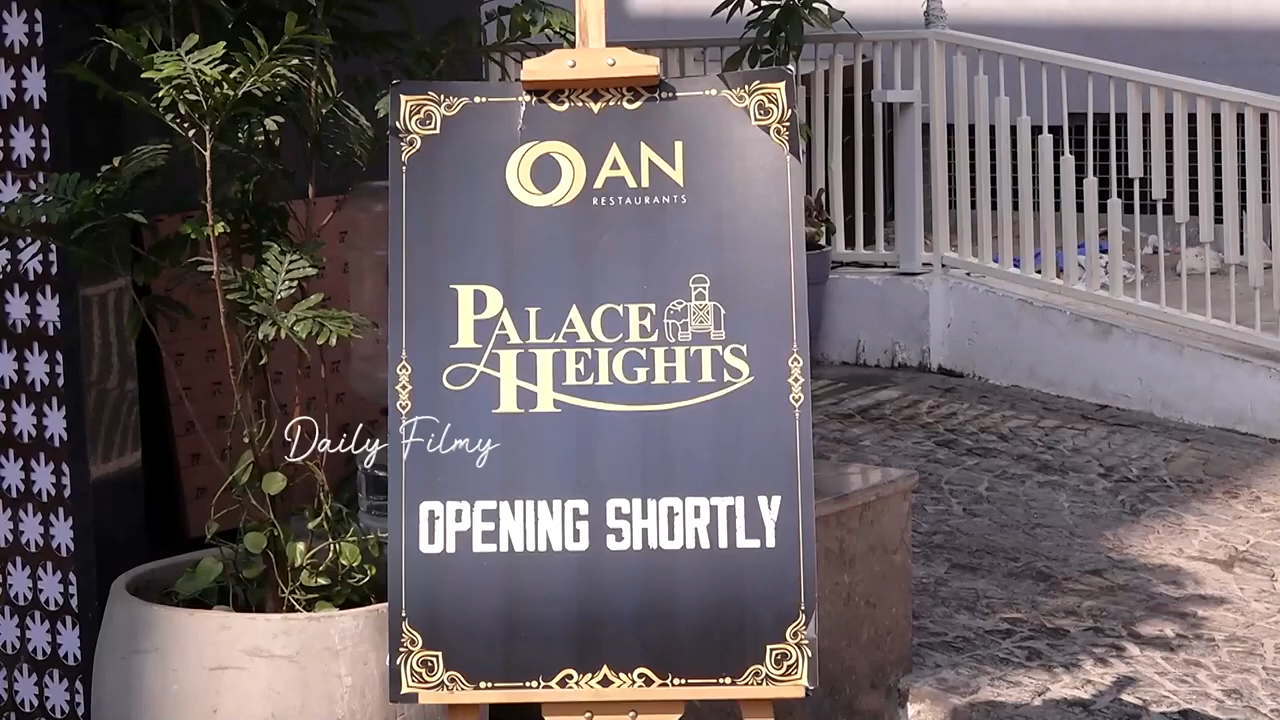 OAN
RESTAURANTS
PALACE
HEIGHTS
Daily Filmy
OPENING SHORTLY